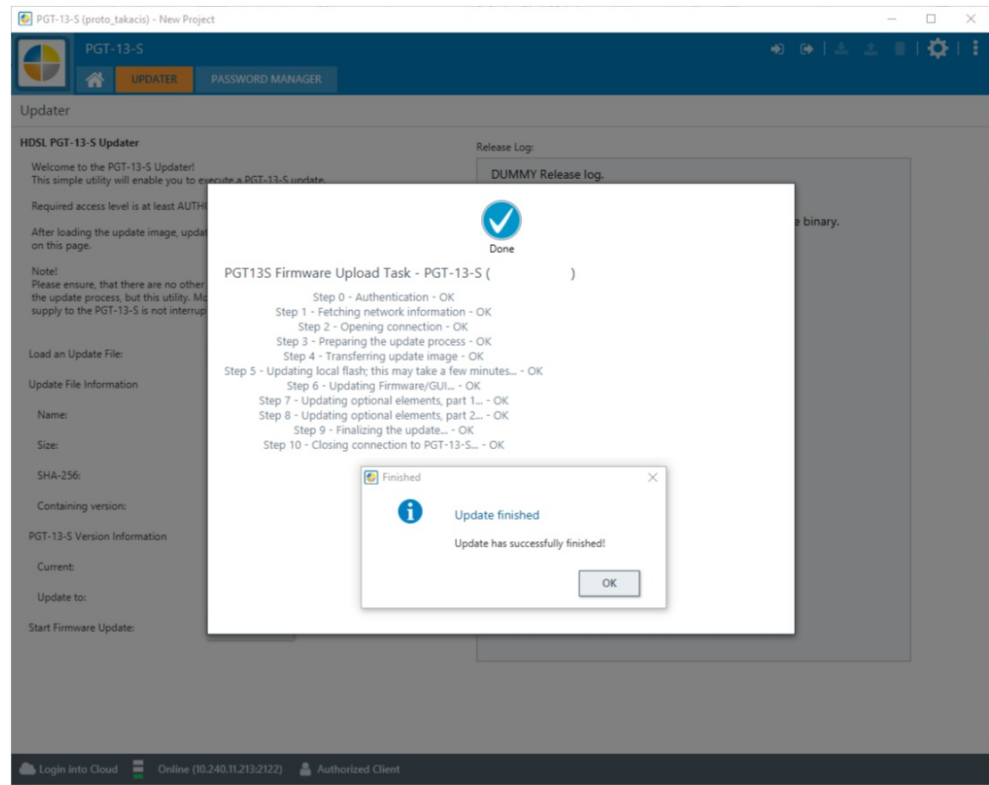 PGT-13-S (proto_takacis) - New Project
PGT-13-S
UPDATER
PASSWORD MANAGER
Updater
HDSL PGT-13-S Updater
Welcome to the PGT-13-S Updater!
This simple utility will enable you to execute a PGT-13-S update.
Required access level is at least
After loading the update image,
on this page.
Note!
Please ensure, that there are no other
the update process, but this utility.
supply to the PGT-13-S is not
Load an Update File:
Update File Information
Name:
Size:
SHA-256:
Containing version:
PGT-13-S Version Information
Current:
Update to:
Start Firmware Update:
Release Log:
DUMMY Release log.
binary.
Done
PGT13S Firmware Upload Task - PGT-13-S ( )
Step 0 - Authentication - OK
Step 1 - Fetching network information - OK
Step 2 - Opening connection - OK
Step 3 - Preparing the update process - OK
Step 4 - Transferring update image - OK
Step 5 - Updating local flash; this may take a few minutes... - OK
Step 6 - Updating Firmware/GUI... - OK
Step 7 - Updating optional elements, part 1... - OK
Step 8 - Updating optional elements, part 2... - OK
Step 9 - Finalizing the update... - OK
Step 10 - Closing connection to PGT-13-S... - OK
Finished
Update finished
Update has successfully finished!
OK
Login into Cloud
Online (10.240.11.213:2122)
Authorized Client